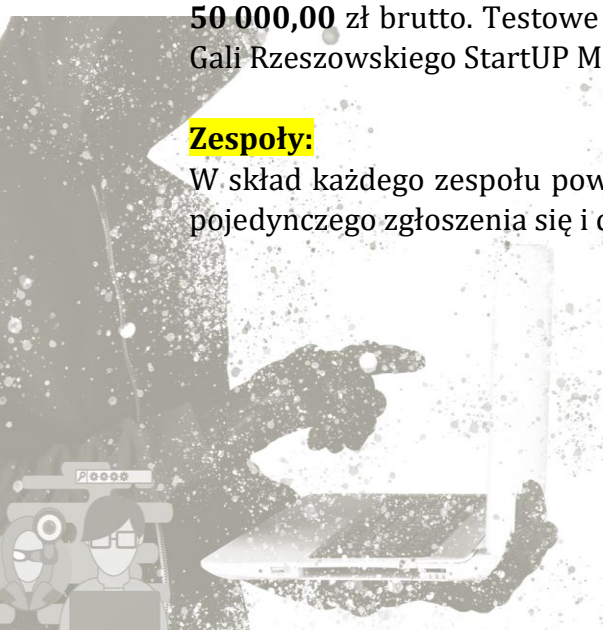 50 000,00 zł brutto. Testowe
Gali Rzeszowskiego StartUP M
Zespoły:
W skład każdego zespołu pow
pojedynczego zgłoszenia się i